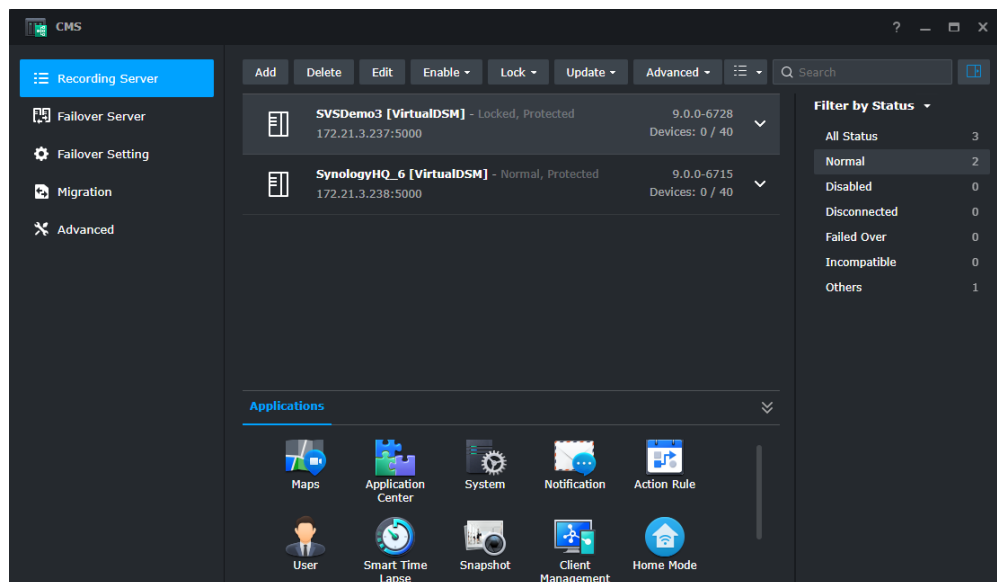 CMS
?
Recording Server
Failover Server
Failover Setting
Migration
Advanced
Add Delete Edit Enable Lock Update Advanced Search
SVSDemo3 [VirtualDSM] - Locked, Protected 9.0.0-6728
172.21.3.237:5000 Devices: 0 / 40
SynologyHQ_6 [VirtualDSM] - Normal, Protected 9.0.0-6715
172.21.3.238:5000 Devices: 0 / 40
Filter by Status
All Status 3
Normal 2
Disabled 0
Disconnected 0
Failed Over 0
Incompatible 0
Others 1
Applications
Maps Application System Notification Action Rule
Center
User Smart Time Snapshot Client Home Mode
Lapse Management